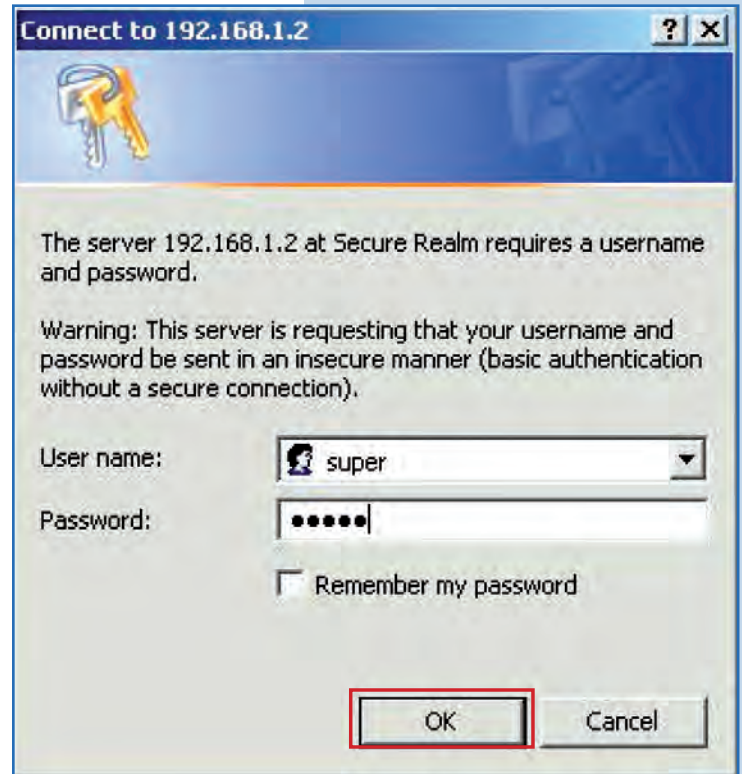 Connect to 192.168.1.2
The server 192.168.1.2 at Secure Realm requires a username
and password.
Warning: This server is requesting that your username and
password be sent in an insecure manner (basic authentication
without a secure connection).
User name:
super
Password:
●●●●●
Remember my password
OK
Cancel